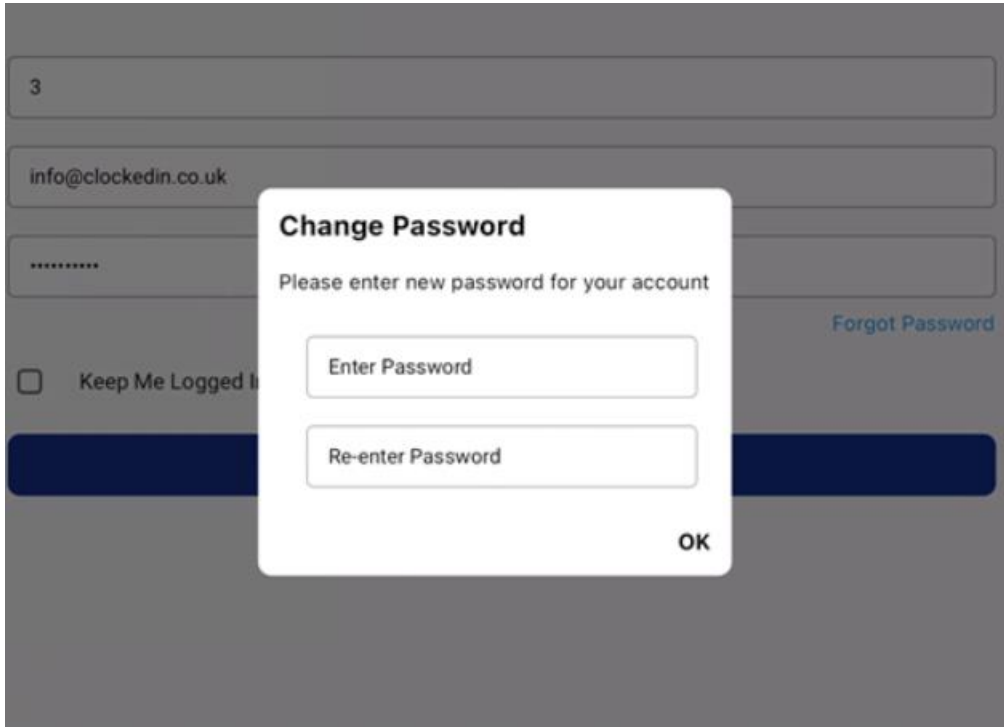 3
info@clockedin.co.uk
••••••••••
Forgot Password
Keep Me Logged I
Change Password
Please enter new password for your account
Enter Password
Re-enter Password
OK